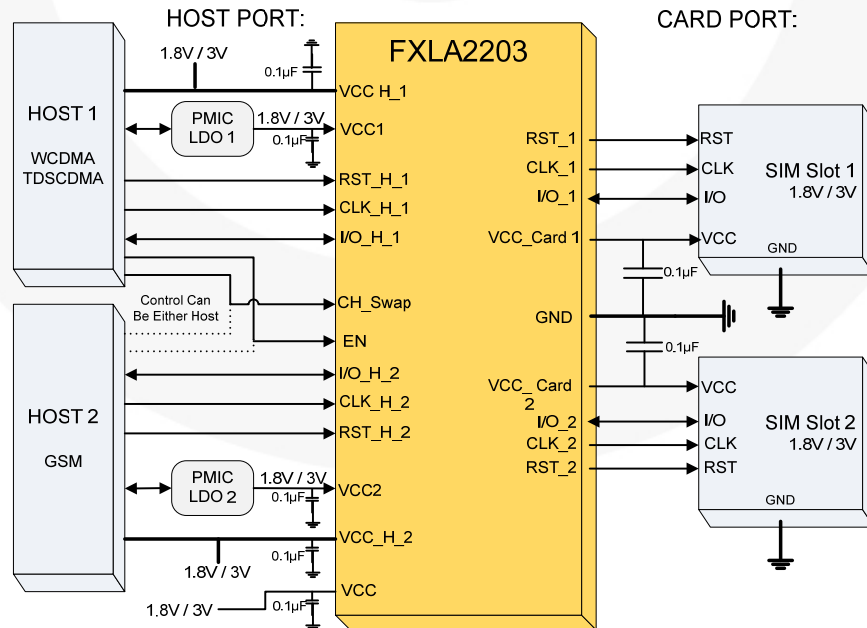 HOST PORT:
CARD PORT:
FXLA2203
1.8V / 3V
0.1µF
VCC H_1
HOST 1
WCDMA
TDSCDMA
PMIC
LDO 1
1.8V / 3V
0.1µF
VCC1
RST_H_1
CLK_H_1
I/O_H_1
CH_Swap
EN
Control Can
Be Either Host
HOST 2
GSM
I/O_H_2
CLK_H_2
RST_H_2
PMIC
LDO 2
1.8V / 3V
0.1µF
VCC2
VCC_H_2
0.1µF
1.8V / 3V
VCC
1.8V / 3V
0.1µF
RST_1
CLK_1
I/O_1
VCC_Card 1
GND
VCC_ Card
2
I/O_2
CLK_2
RST_2
0.1µF
0.1µF
RST
CLK
I/O
VCC
SIM Slot 1
1.8V / 3V
GND
VCC
I/O
CLK
RST
SIM Slot 2
1.8V / 3V
GND